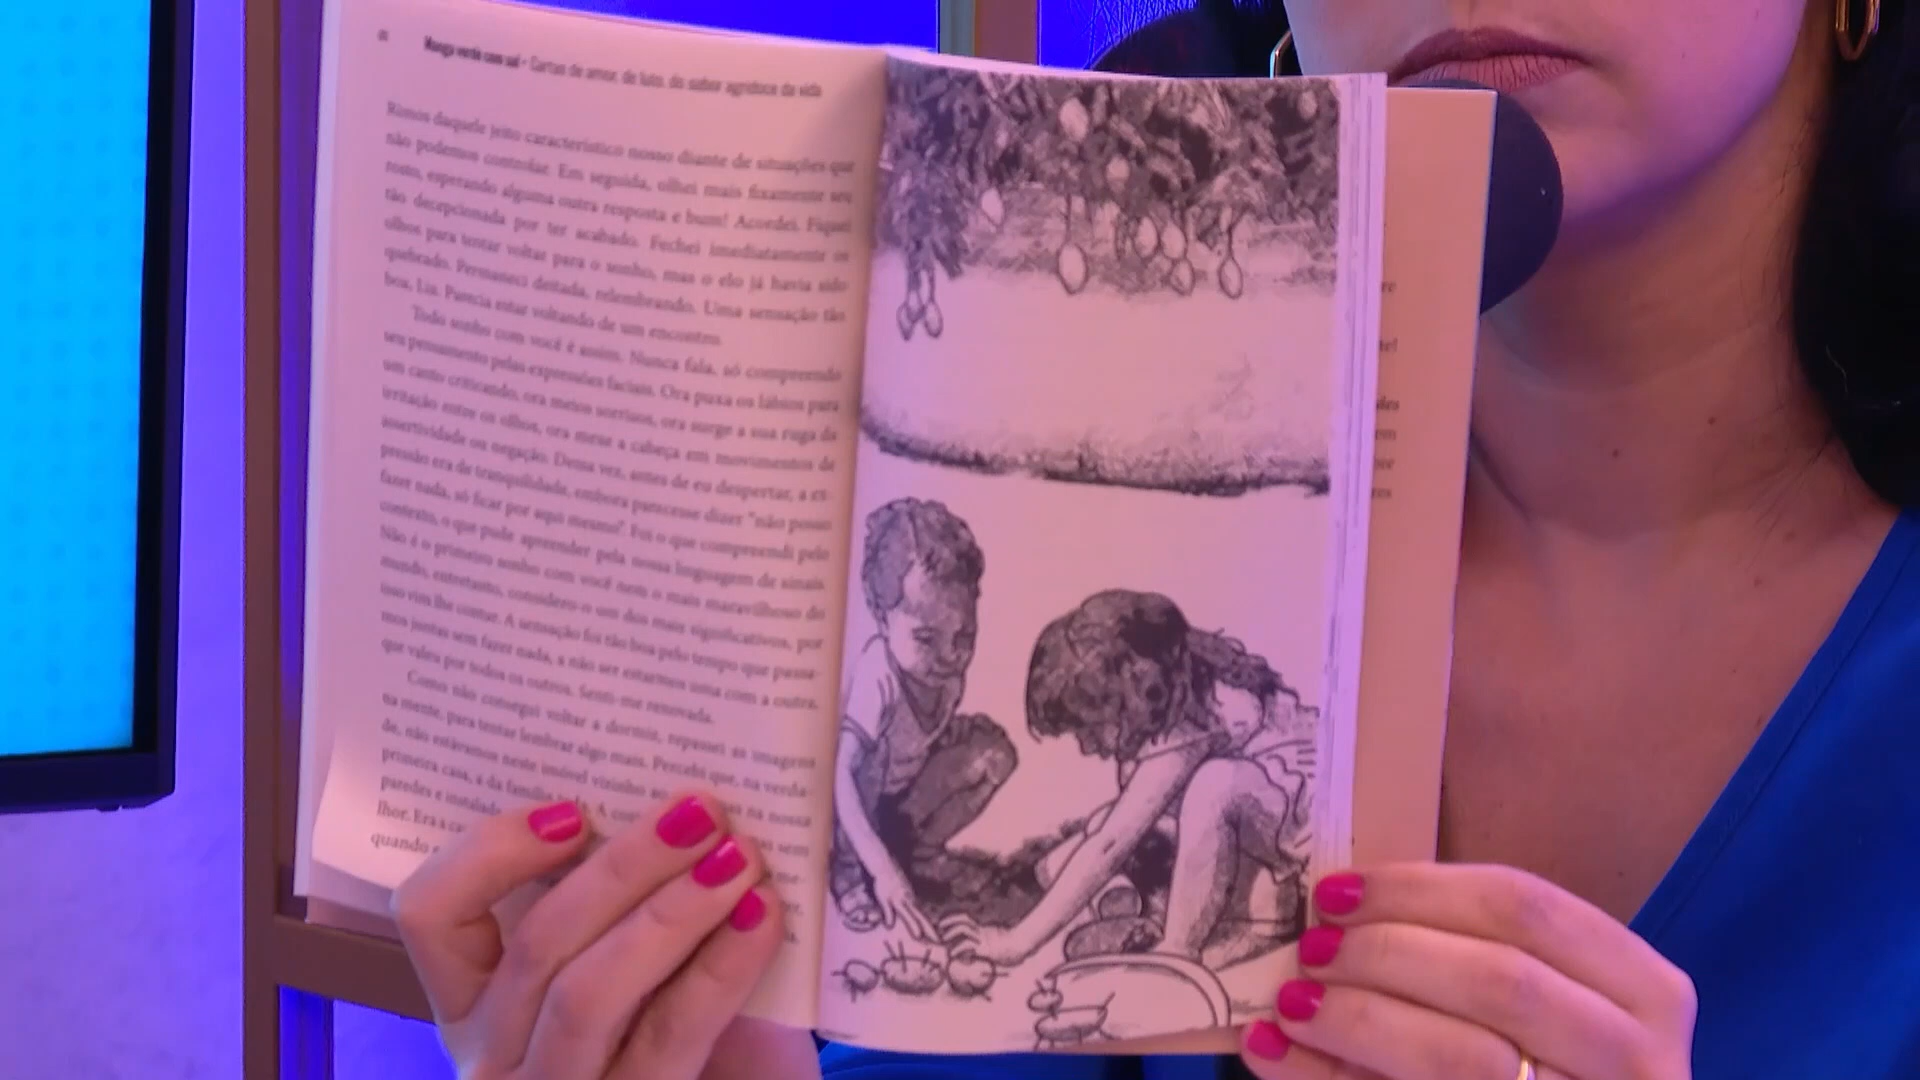 Manga verde com sal • Cartas de amor, de luto, do sabor agridoce da vida
Rimos daquele jeito característico nosso diante de situações que
não podemos controlar. Em seguida, olhei mais fixamente seu
rosto, esperando alguma outra resposta e bum! Acordei. Fiquei
tão decepcionada por ter acabado. Fechei imediatamente os
olhos para tentar voltar para o sonho, mas o elo já havia sido
quebrado. Permaneci deitada, relembrando. Uma sensação tão
boa, Lia. Parecia estar voltando de um encontro.
Todo sonho com você é assim. Nunca fala, só compreendo
seu pensamento pelas expressões faciais. Ora puxa os lábios para
um canto criticando, ora meios sorrisos, ora surge a sua ruga da
irritação entre os olhos, ora mexe a cabeça em movimentos de
assertividade ou negação. Dessa vez, antes de eu despertar, a ex-
pressão era de tranquilidade, embora parecesse dizer "não posso
fazer nada, só ficar por aqui mesmo". Foi o que compreendi pelo
contexto, o que pude apreender pela nossa linguagem de sinais.
Não é o primeiro sonho com você nem o mais maravilhoso do
mundo, entretanto, considero-o um dos mais significativos, por
isso vim lhe contar. A sensação foi tão boa pelo tempo que passa-
mos juntas sem fazer nada, a não ser estarmos uma com a outra,
que valeu por todos os outros. Senti-me renovada.
Como não consegui voltar a dormir, repassei as imagens
na mente, para tentar lembrar algo mais. Percebi que, na verda-
de, não estávamos neste imóvel vizinho ao na nossa
primeira casa, a da família A sem
paredes e instalada me-
lhor. Era a
quando